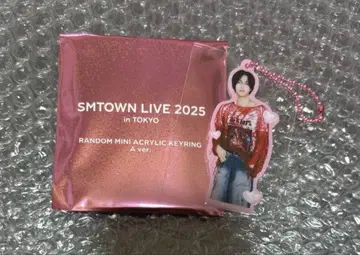 SMTOWN LIVE 2025
in TOKYO
RANDOM MINI ACRYLIC KEYRING
A ver.